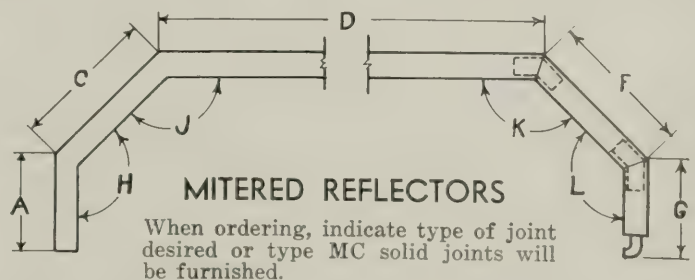 D
C
F
J
K
A
H
L
G
MITERED REFLECTORS
When ordering, indicate type of joint
desired or type MC solid joints will
be furnished.